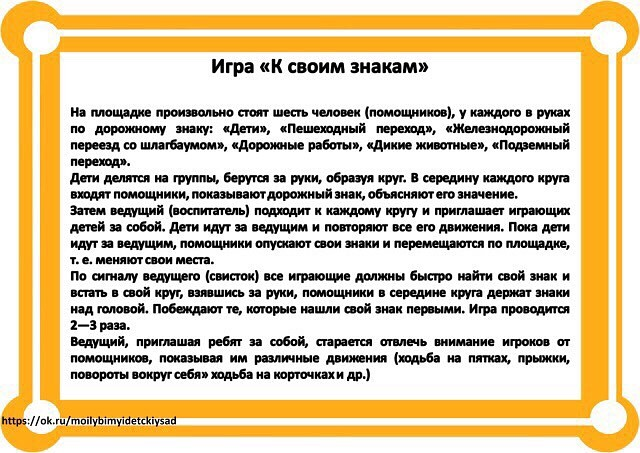 Игра «К своим знакам»
На площадке произвольно стоят шесть человек (помощников), у каждого в руках
по дорожному знаку: «Дети», «Пешеходный переход», «Железнодорожный
переезд со шлагбаумом», «Дорожные работы», «Дикие животные», «Подземный
переход».
Дети делятся на группы, берутся за руки, образуя круг. В середину каждого круга
входят помощники, показывают дорожный знак, объясняют его значение.
Затем ведущий (воспитатель) подходит к каждому кругу и приглашает играющих
детей за собой. Дети идут за ведущим и повторяют все его движения. Пока дети
идут за ведущим, помощники опускают свои знаки и перемещаются по площадке,
т. е. меняют свои места.
По сигналу ведущего (свисток) все играющие должны быстро найти свой знак и
встать в свой круг, взявшись за руки, помощники в середине круга держат знаки
над головой. Побеждают те, которые нашли свой знак первыми. Игра проводится
2—3 раза.
Ведущий, приглашая ребят за собой, старается отвлечь внимание игроков от
помощников, показывая им различные движения (ходьба на пятках, прыжки,
повороты вокруг себя» ходьба на корточках и др.)
https://ok.ru/moilybimyidetckiysad